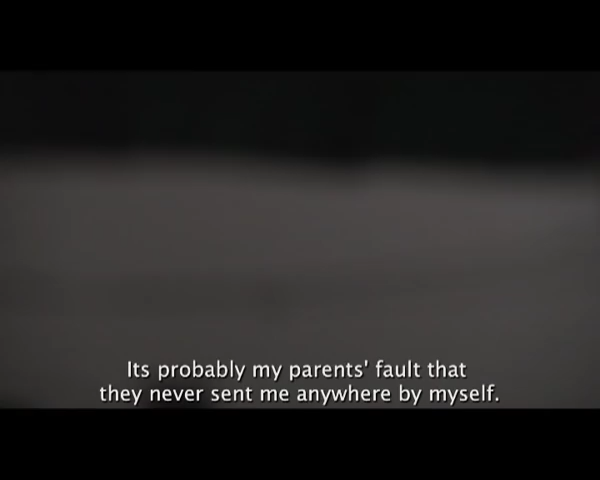 Its probably my parents' fault that
they never sent me anywhere by myself.